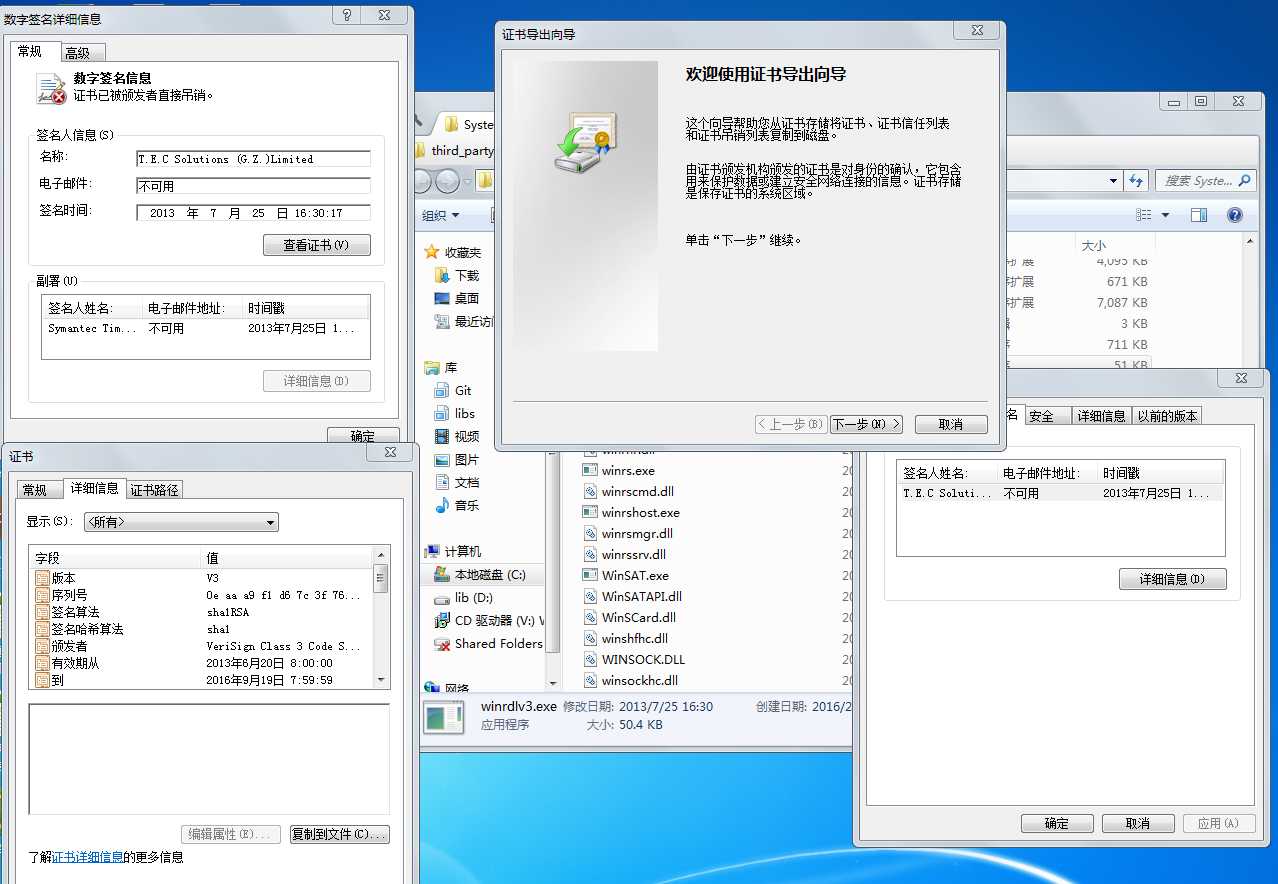 数字签名详细信息
常规
高级
数字签名信息
证书已被颁发者直接吊销。
签名人信息(S)
名称:
T.E.C Solutions (G.Z.)Limited
电子邮件:
不可用
签名时间:
2013 年 7 月 25 日 16:30:17
查看证书(V)
副署(U)
签名人姓名: 电子邮件地址: 时间戳
Symantec Tim... 不可用 2013年7月25日 1...
详细信息(D)
确定
证书
常规 详细信息 证书路径
显示(S): <所有>
字段 值
版本 V3
序列号 0e aa a9 f1 d6 7c 3f 76...
签名算法 sha1RSA
签名哈希算法 sha1
颁发者 VeriSign Class 3 Code S...
有效期从 2013年6月20日 8:00:00
到 2016年9月19日 7:59:59
编辑属性(E)...
复制到文件(C)...
了解证书详细信息的更多信息
证书导出向导
欢迎使用证书导出向导
这个向导帮助您从证书存储将证书、证书信任列表
和证书吊销列表复制到磁盘。
由证书颁发机构颁发的证书是对身份的确认，它包含
用来保护数据或建立安全网络连接的信息。证书存储
是保存证书的系统区域。
单击“下一步”继续。
< 上一步(B)
下一步(N) >
取消
Syste
third_party
搜索 Syste...
组织
收藏夹
下载
桌面
最近访问
库
Git
libs
视频
图片
文档
音乐
计算机
本地磁盘 (C:)
lib (D:)
CD 驱动器 (V:) V
Shared Folders
网络
大小
扩展 4,095 KB
扩展 671 KB
扩展 7,087 KB
3 KB
711 KB
51 KB
winrs.exe
winrscmd.dll
winrshost.exe
winrsmgr.dll
winrssrv.dll
WinSAT.exe
WinSATAPI.dll
WinSCard.dll
winshfhc.dll
WINSOCK.DLL
winsockhc.dll
winrdlv3.exe 修改日期: 2013/7/25 16:30 创建日期: 2016/2
应用程序 大小: 50.4 KB
名 安全 详细信息 以前的版本
签名人姓名: 电子邮件地址: 时间戳
T.E.C Soluti... 不可用 2013年7月25日 1...
详细信息(D)
确定
取消
应用(A)